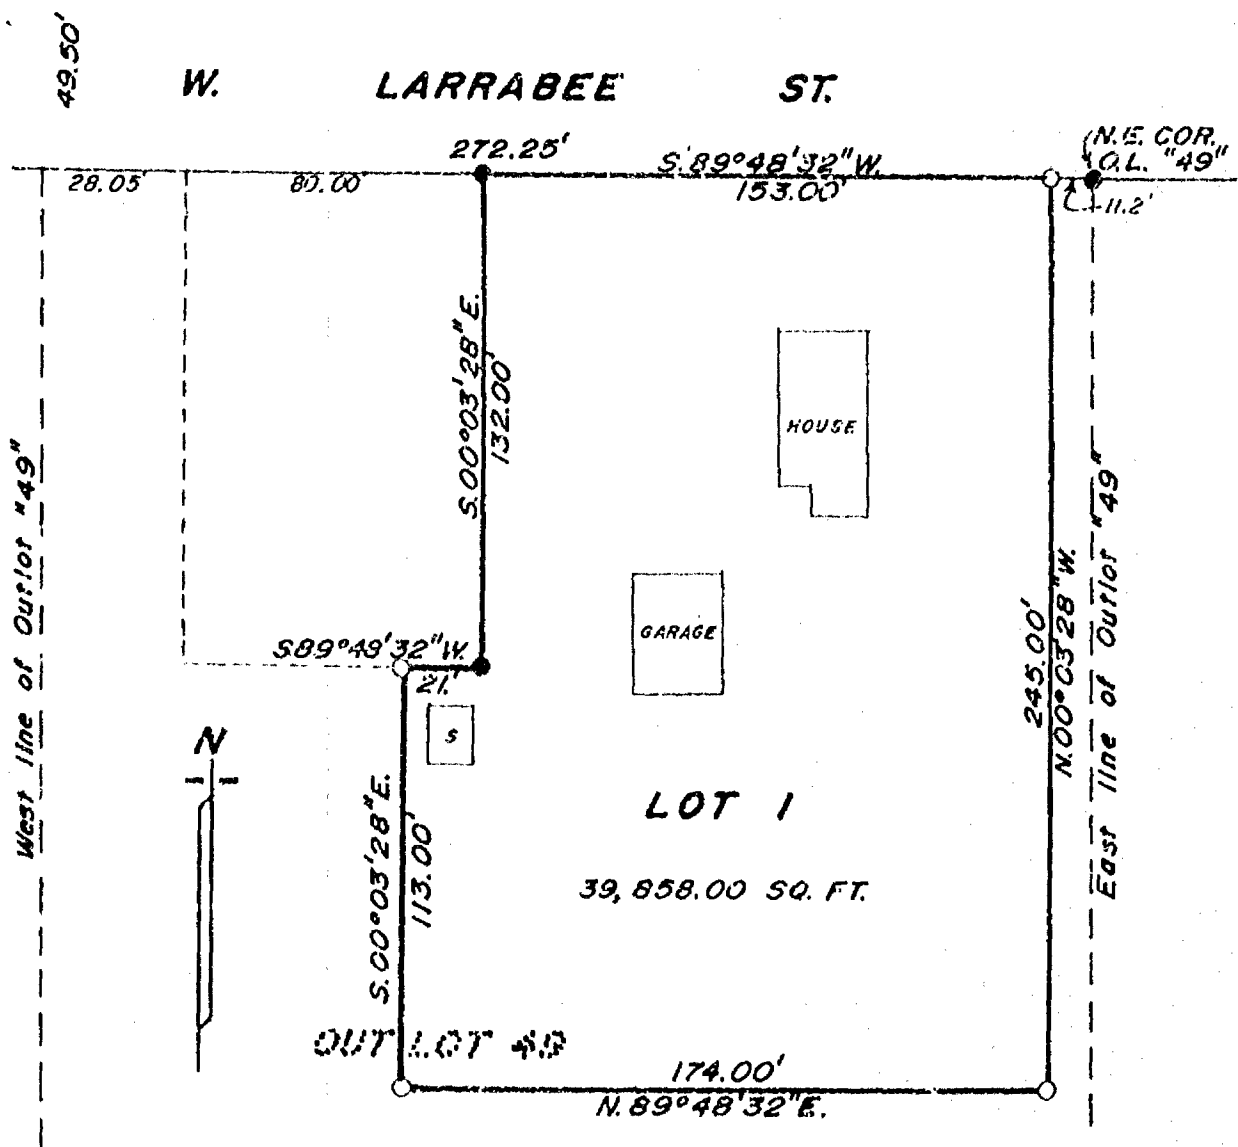 49.50'
W. LARRABEE ST.
272.25'
N.E. COR.
O.L. "49"
S.89°48'32"W.
153.00'
28.05'
80.00'
11.2'
S.00°03'28"E.
132.00'
HOUSE
West line of Outlot "49"
East line of Outlot "49"
GARAGE
S.89°49'32"W.
21.'
245.00'
N.00°03'28"W.
S
N
LOT 1
S.00°03'28"E.
113.00'
39,858.00 SQ. FT.
OUT LOT 49
174.00'
N.89°48'32"E.